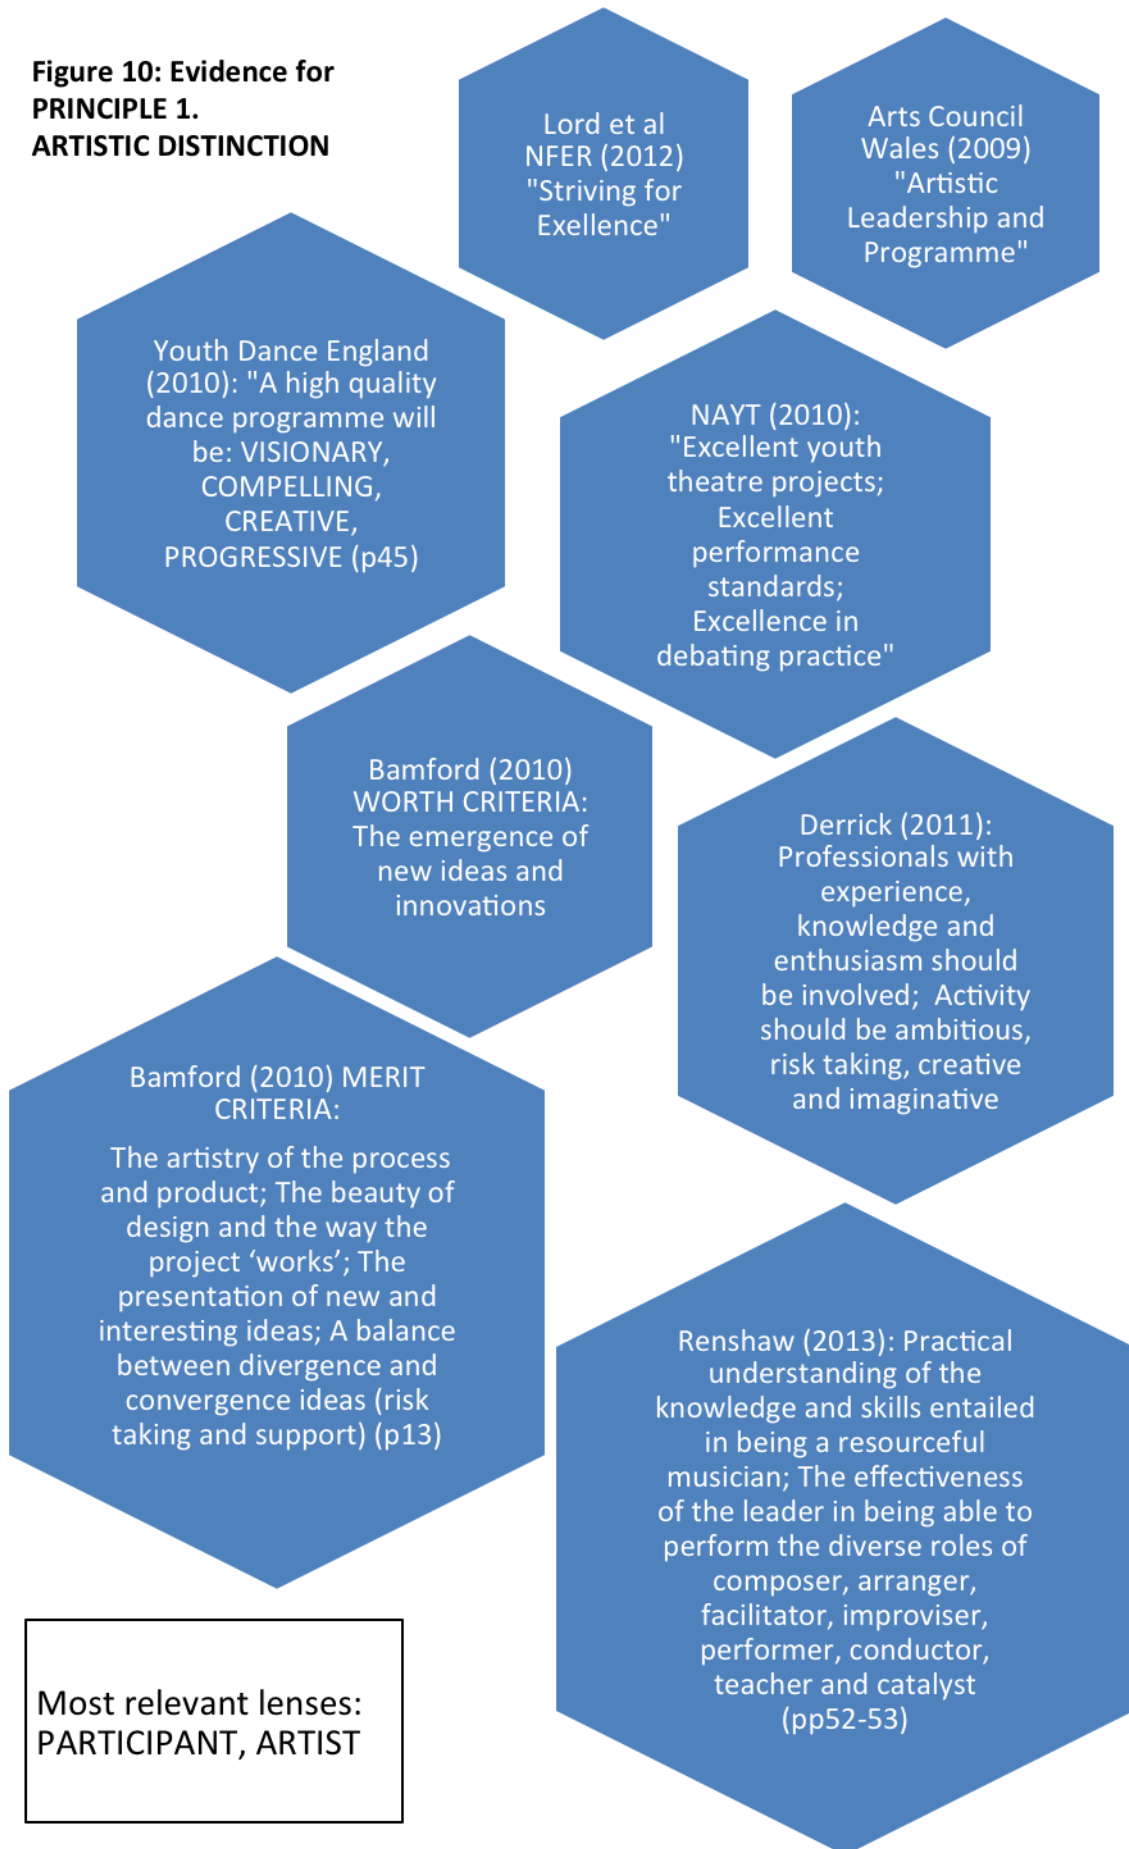 Figure 10: Evidence for
PRINCIPLE 1.
ARTISTIC DISTINCTION
Lord et al
NFER (2012)
"Striving for
Exellence"
Arts Council
Wales (2009)
"Artistic
Leadership and
Programme"
Youth Dance England
(2010): "A high quality
dance programme will
be: VISIONARY,
COMPELLING,
CREATIVE,
PROGRESSIVE (p45)
NAYT (2010):
"Excellent youth
theatre projects;
Excellent
performance
standards;
Excellence in
debating practice"
Bamford (2010)
WORTH CRITERIA:
The emergence of
new ideas and
innovations
Derrick (2011):
Professionals with
experience,
knowledge and
enthusiasm should
be involved;  Activity
should be ambitious,
risk taking, creative
and imaginative
Bamford (2010) MERIT
CRITERIA:
The artistry of the process
and product; The beauty of
design and the way the
project ‘works’; The
presentation of new and
interesting ideas; A balance
between divergence and
convergence ideas (risk
taking and support) (p13)
Renshaw (2013): Practical
understanding of the
knowledge and skills entailed
in being a resourceful
musician; The effectiveness
of the leader in being able to
perform the diverse roles of
composer, arranger,
facilitator, improviser,
performer, conductor,
teacher and catalyst
(pp52-53)
Most relevant lenses:
PARTICIPANT, ARTIST